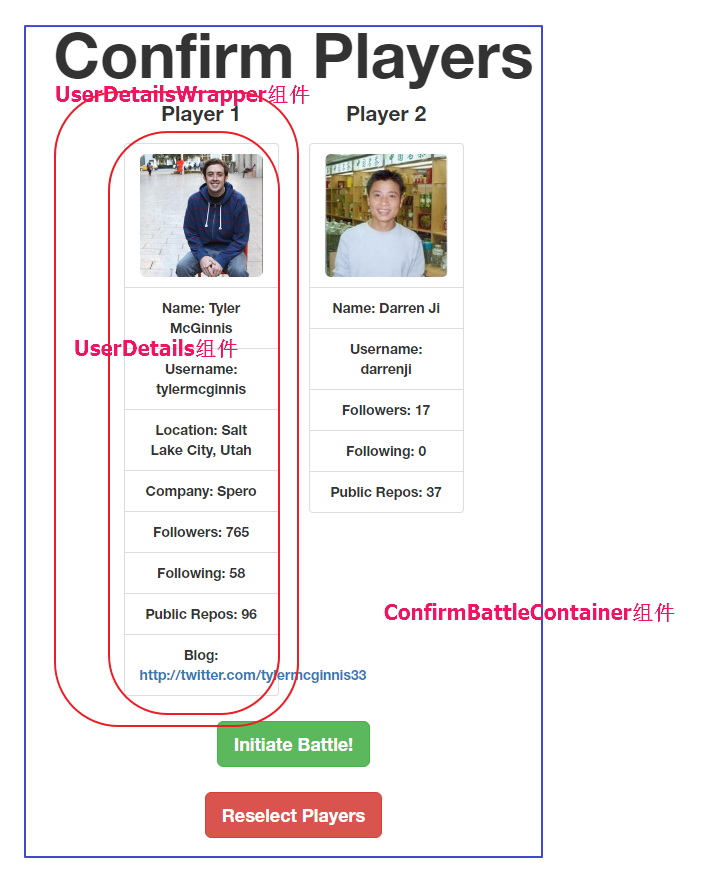 Confirm Players
UserDetailsWrapper组件
Player 1
Player 2
Name: Tyler
McGinnis
UserDetails组件
Username:
tylermcginnis
Location: Salt
Lake City, Utah
Company: Spero
Followers: 765
Following: 58
Public Repos: 96
Blog:
http://twitter.com/tylermcginnis33
Name: Darren Ji
Username:
darrenji
Followers: 17
Following: 0
Public Repos: 37
ConfirmBattleContainer组件
Initiate Battle!
Reselect Players